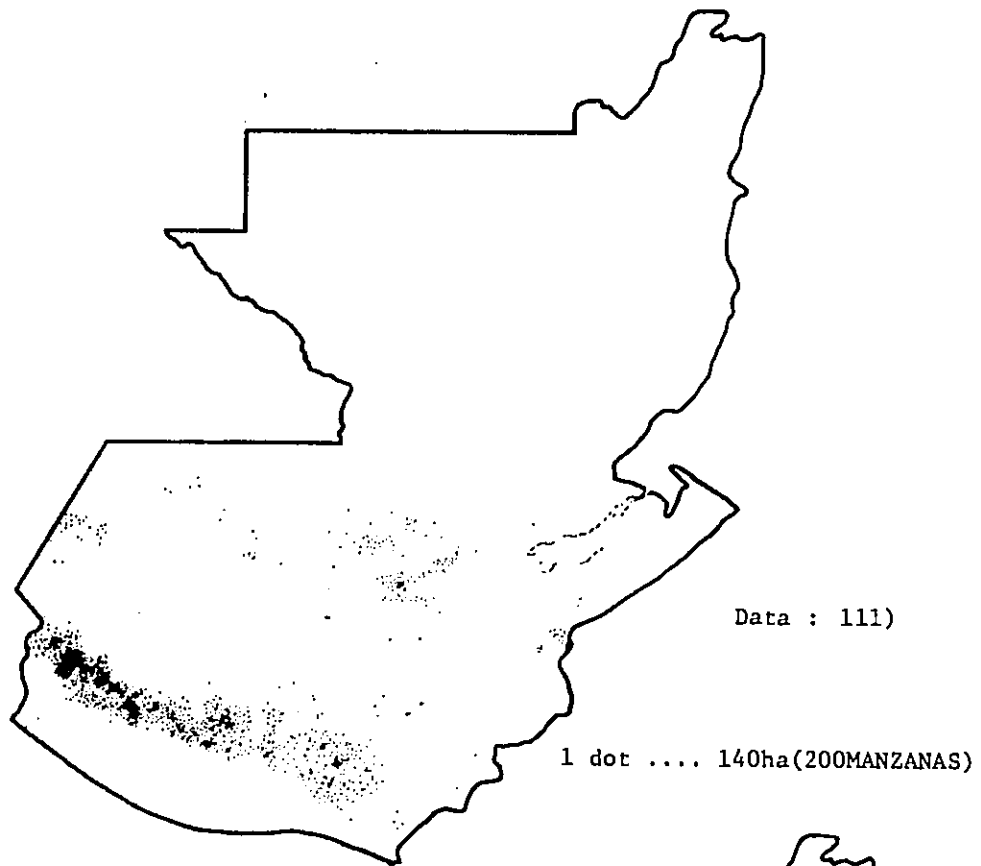 Data : 111)
1 dot .... 140ha(200MANZANAS)